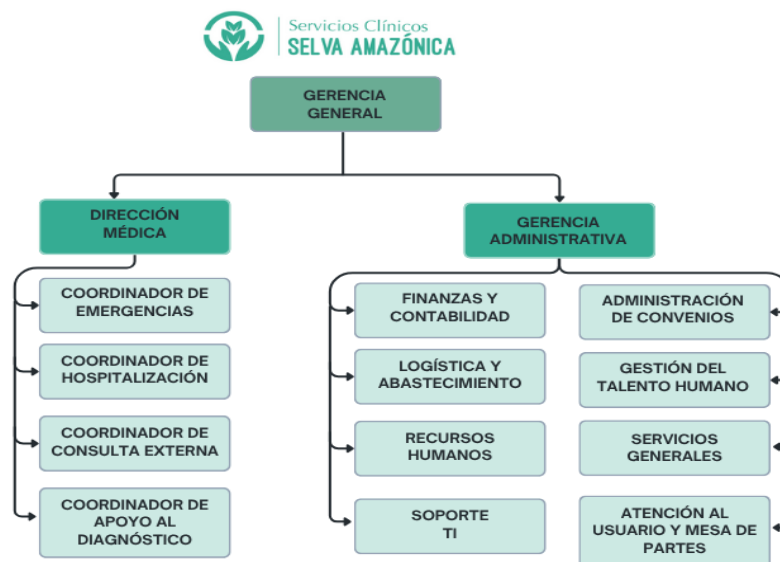 Servicios Clínicos
SELVA AMAZÓNICA
GERENCIA
GENERAL
DIRECCIÓN
MÉDICA
GERENCIA
ADMINISTRATIVA
COORDINADOR DE
EMERGENCIAS
COORDINADOR DE
HOSPITALIZACIÓN
COORDINADOR DE
CONSULTA EXTERNA
COORDINADOR DE
APOYO AL
DIAGNÓSTICO
FINANZAS Y
CONTABILIDAD
LOGÍSTICA Y
ABASTECIMIENTO
RECURSOS
HUMANOS
SOPORTE
TI
ADMINISTRACIÓN
DE CONVENIOS
GESTIÓN DEL
TALENTO HUMANO
SERVICIOS
GENERALES
ATENCIÓN AL
USUARIO Y MESA DE
PARTES